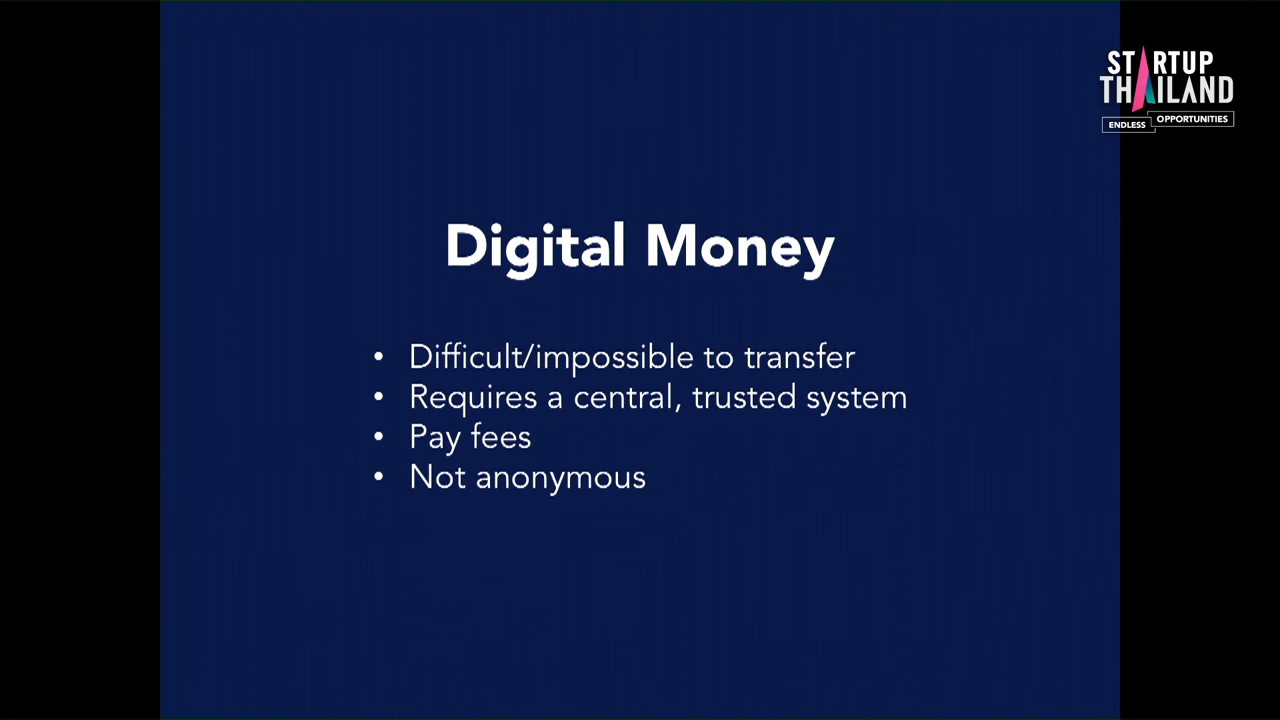 STARTUP
THAILAND
ENDLESS OPPORTUNITIES
Digital Money
• Difficult/impossible to transfer
• Requires a central, trusted system
• Pay fees
• Not anonymous